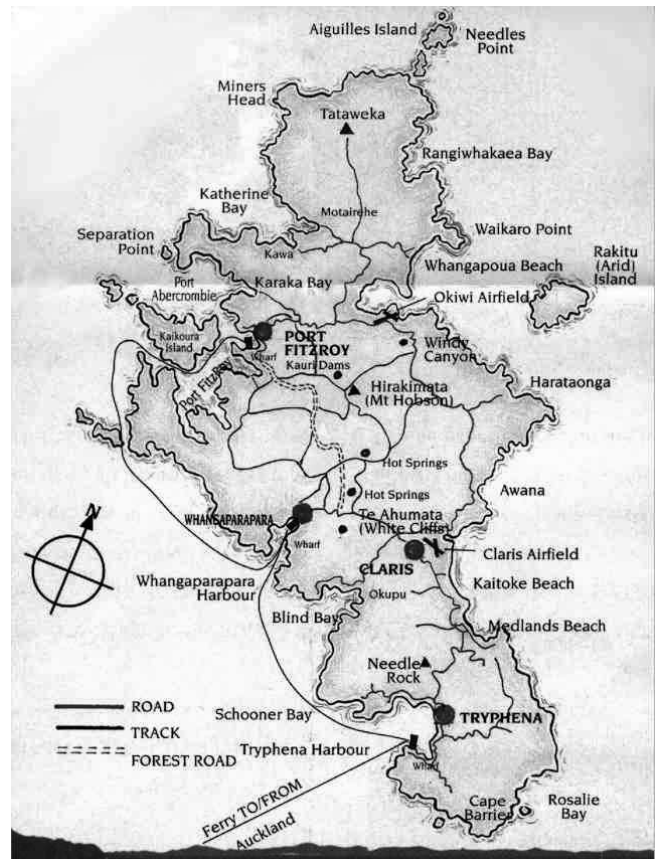 Aiguilles Island
Needles
Point
Miners
Head
Tataweka
Rangiwhakaea Bay
Katherine
Bay
Motairehe
Waikaro Point
Separation
Point
Kawa
Whangapoua Beach
Rakitu
(Arid)
Island
Port
Abercrombie
Karaka Bay
Okiwi Airfield
Kaikoura
Island
PORT
FITZROY
Wharf
Windy
Canyon
Port FitzRoy
Kauri Dams
Hirakimata
(Mt Hobson)
Harataonga
Hot Springs
Hot Springs
Awana
N
WHANGAPARAPARA
Te Ahumata
(White Cliffs)
Wharf
CLARIS
Claris Airfield
Whangaparapara
Harbour
Kaitoke Beach
Okupu
Blind Bay
Medlands Beach
Needle
Rock
ROAD
TRACK
FOREST ROAD
Schooner Bay
TRYPHENA
Tryphena Harbour
Wharf
Ferry TO/FROM
Auckland
Cape
Barrier
Rosalie
Bay